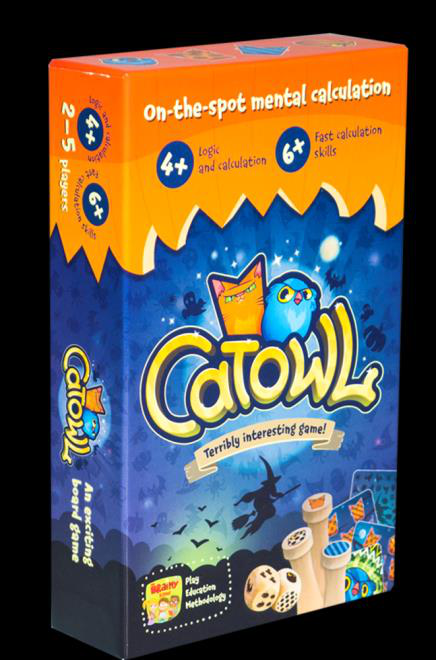 On-the-spot mental calculation
4+
Logic
and calculation
6+
Fast calculation
skills
CATOWL
Terribly interesting game!
BRAINY
Play
Education
Methodology
4+
Logic and calculation
6+
Fast calculation skills
2–5 players
CATOWL
An exciting
board game